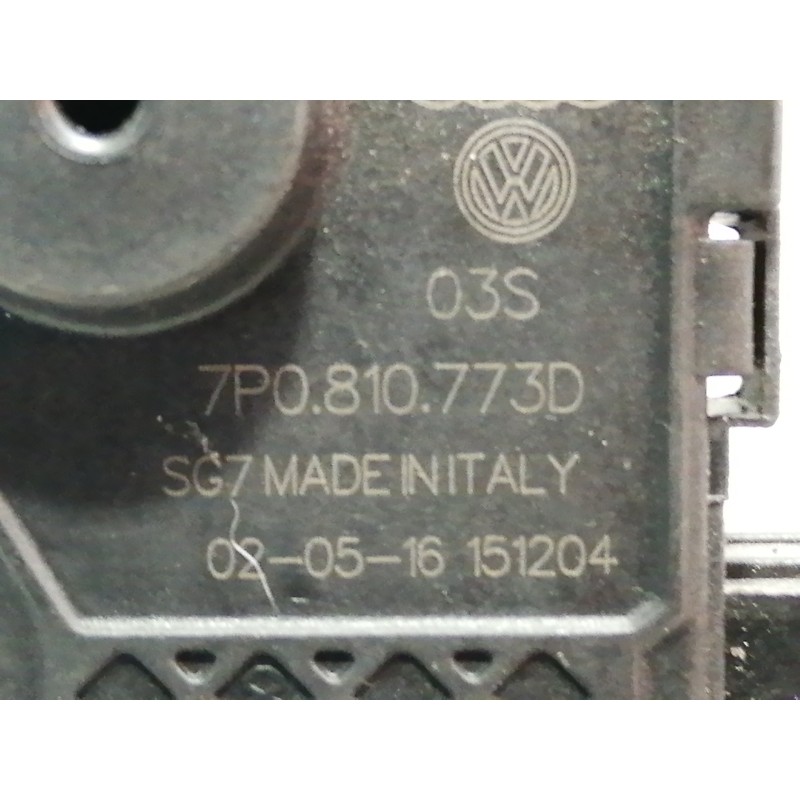 03S
7P0.810.773D
SG7 MADE IN ITALY
02-05-16 151204